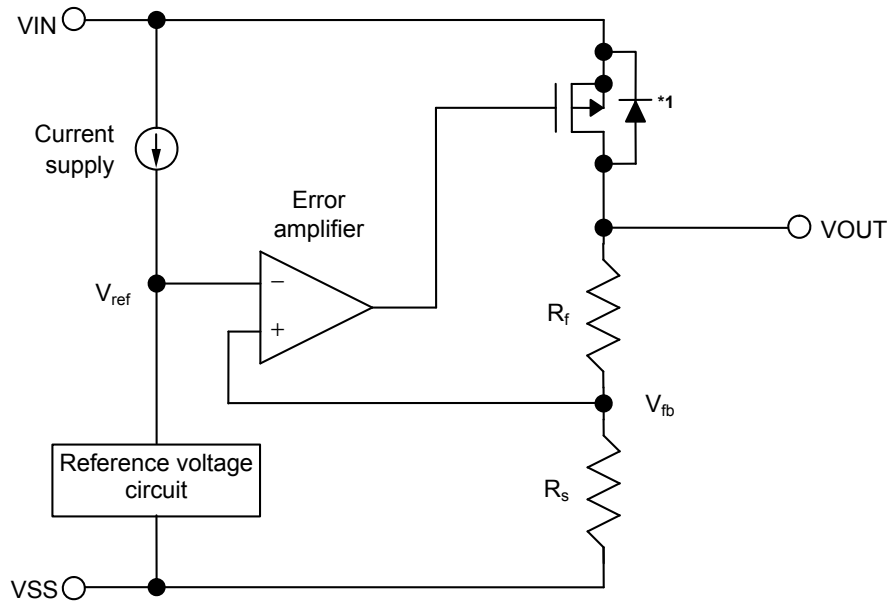 VIN
*1
Current
supply
Error
amplifier
VOUT
Vref
−
+
Rf
Vfb
Reference voltage
circuit
Rs
VSS